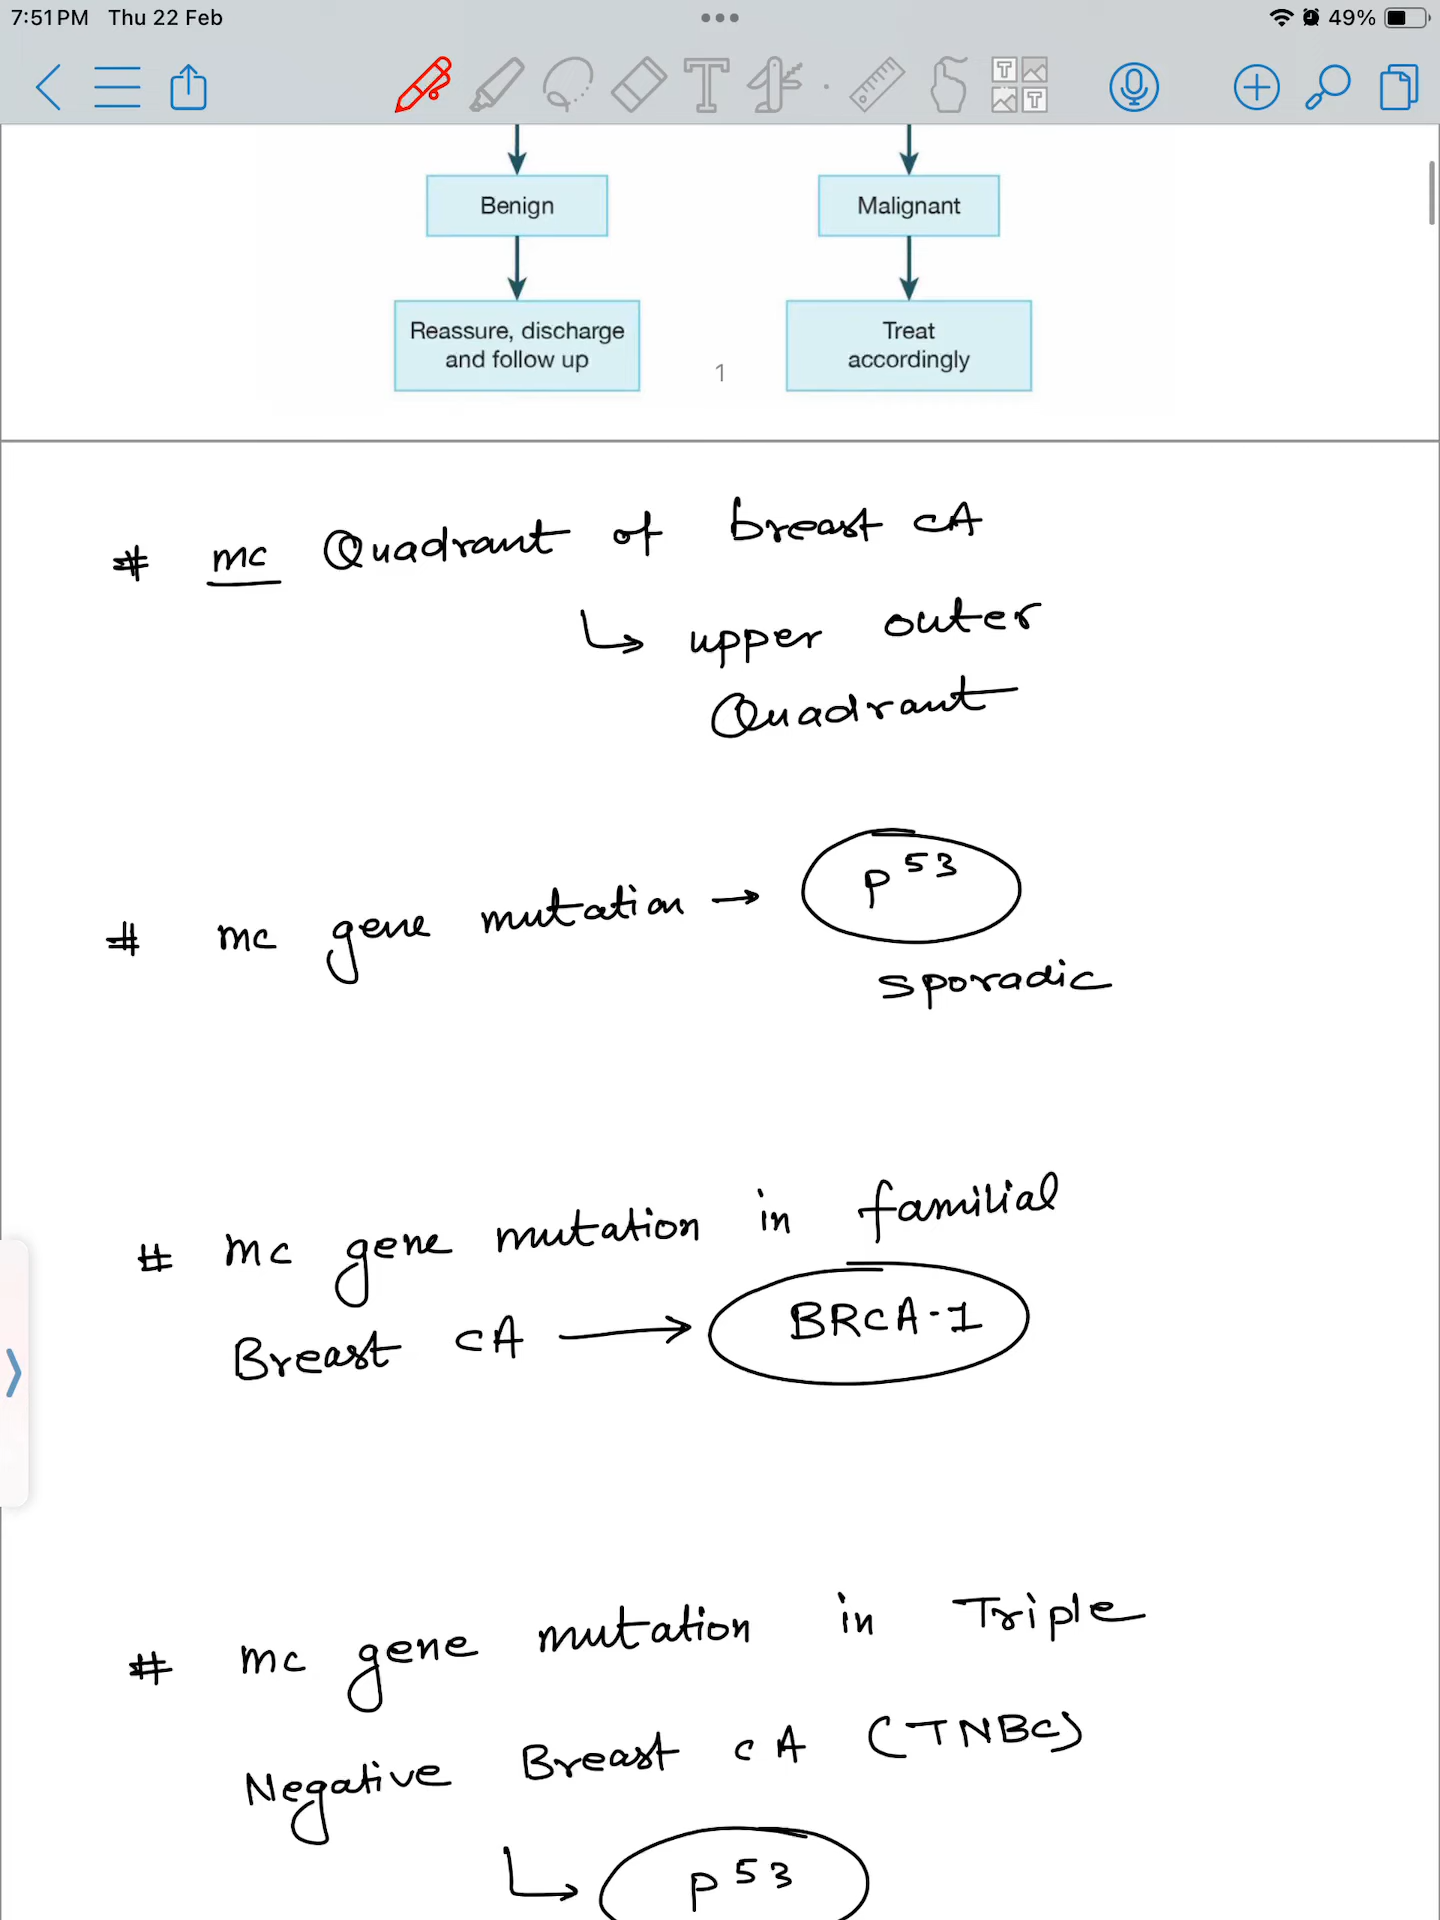 7:51 PM Thu 22 Feb
49%
Benign
Malignant
Reassure, discharge
and follow up
Treat
accordingly
1
# mc Quadrant of breast cA
↳ upper outer
Quadrant
# mc gene mutation → P53
sporadic
# mc gene mutation in familial
Breast cA → BRCA-1
# mc gene mutation in Triple
Negative Breast cA (TNBC)
↳ P53